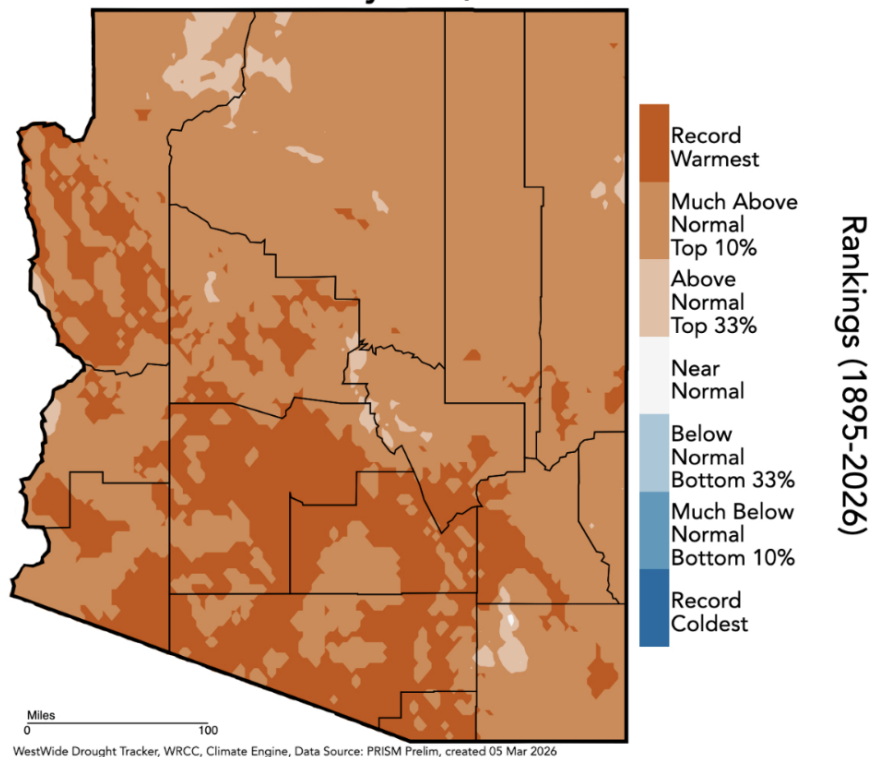 Record
Warmest
Much Above
Normal
Top 10%
Above
Normal
Top 33%
Near
Normal
Below
Normal
Bottom 33%
Much Below
Normal
Bottom 10%
Record
Coldest
Rankings (1895-2026)
Miles
0 100
WestWide Drought Tracker, WRCC, Climate Engine, Data Source: PRISM Prelim, created 05 Mar 2026